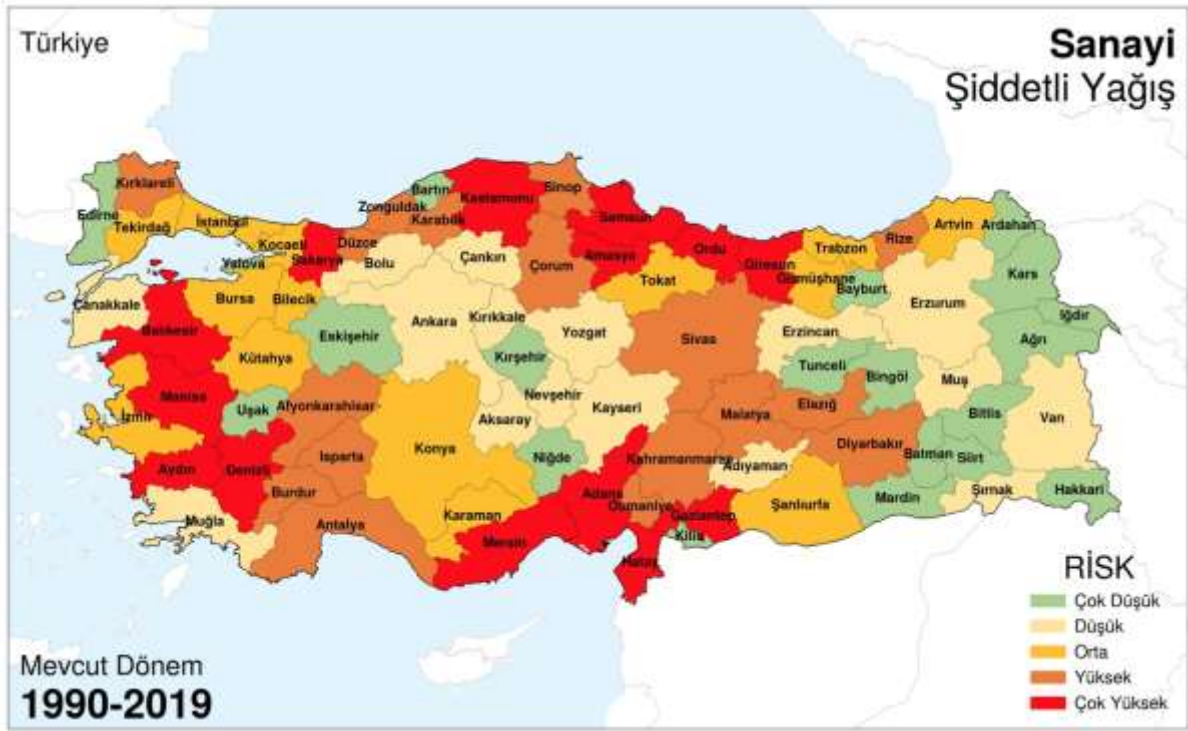 Türkiye
Sanayi
Şiddetli Yağış
Kırklareli
Edirne
Tekirdağ
İstanbul
Kocaeli
Yalova
Sakarya
Düzce
Bolu
Zonguldak
Bartın
Karabük
Kastamonu
Sinop
Çankırı
Çorum
Samsun
Amasya
Ordu
Tokat
Giresun
Gümüşhane
Trabzon
Rize
Artvin
Ardahan
Bayburt
Kars
Erzurum
Iğdır
Ağrı
Çanakkale
Balıkesir
Bursa
Bilecik
Eskişehir
Kütahya
Ankara
Kırıkkale
Kırşehir
Yozgat
Sivas
Erzincan
Tunceli
Bingöl
Muş
Bitlis
Van
Manisa
İzmir
Uşak
Afyonkarahisar
Konya
Aksaray
Nevşehir
Kayseri
Niğde
Malatya
Elazığ
Diyarbakır
Batman
Siirt
Hakkari
Şırnak
Mardin
Aydın
Denizli
Isparta
Burdur
Muğla
Antalya
Karaman
Mersin
Adana
Kahramanmaraş
Osmaniye
Adıyaman
Gaziantep
Kilis
Hatay
Şanlıurfa
RİSK
Çok Düşük
Düşük
Orta
Yüksek
Çok Yüksek
Mevcut Dönem
1990-2019